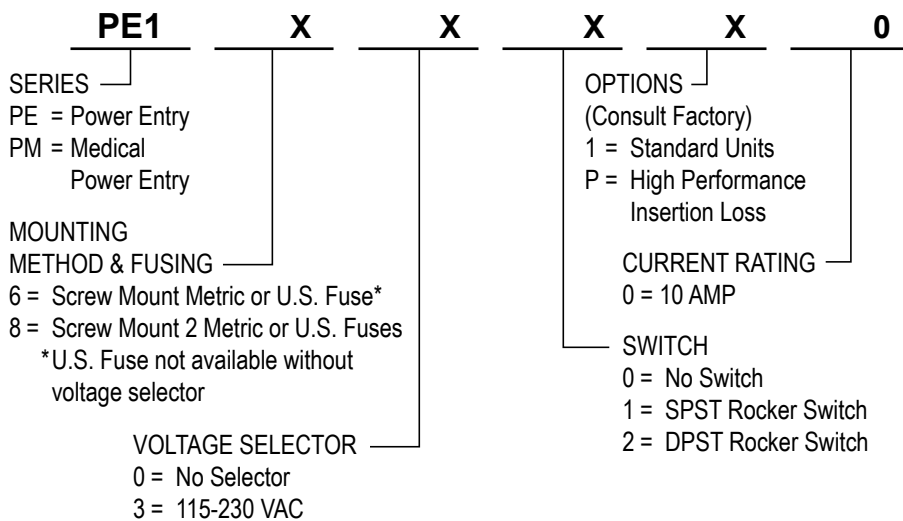 PE1 X X X X 0
SERIES
PE = Power Entry
PM = Medical
Power Entry
MOUNTING
METHOD & FUSING
6 = Screw Mount Metric or U.S. Fuse*
8 = Screw Mount 2 Metric or U.S. Fuses
*U.S. Fuse not available without
voltage selector
VOLTAGE SELECTOR
0 = No Selector
3 = 115-230 VAC
OPTIONS
(Consult Factory)
1 = Standard Units
P = High Performance
Insertion Loss
CURRENT RATING
0 = 10 AMP
SWITCH
0 = No Switch
1 = SPST Rocker Switch
2 = DPST Rocker Switch